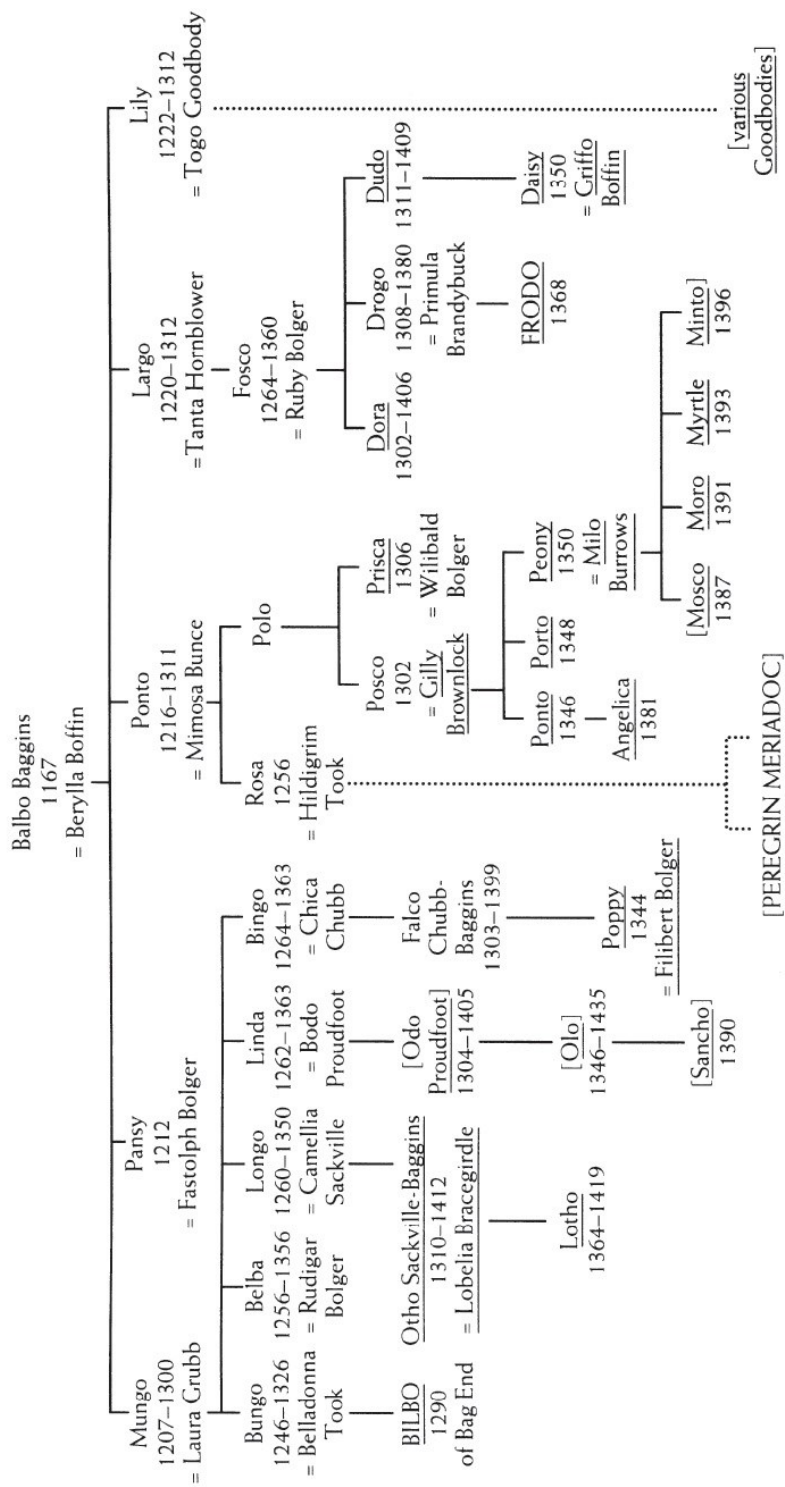 Balbo Baggins
1167
= Berylla Boffin
Mungo
1207–1300
= Laura Grubb
Pansy
1212
= Fastolph Bolger
Ponto
1216–1311
= Mimosa Bunce
Largo
1220–1312
=Tanta Hornblower
Lily
1222–1312
= Togo Goodbody
Bungo
1246–1326
= Belladonna
Took
Belba
1256–1356
= Rudigar
Bolger
Longo
1260–1350
= Camellia
Sackville
Linda
1262–1363
= Bodo
Proudfoot
Bingo
1264–1363
= Chica
Chubb
Rosa
1256
= Hildigrim
Took
Polo
Fosco
1264–1360
= Ruby Bolger
BILBO
1290
of Bag End
Otho Sackville-Baggins
1310–1412
= Lobelia Bracegirdle
[Odo
Proudfoot]
1304–1405
Falco
Chubb-
Baggins
1303–1399
Posco
1302
= Gilly
Brownlock
Prisca
1306
= Wilibald
Bolger
Dora
1302–1406
Drogo
1308–1380
= Primula
Brandybuck
Dudo
1311–1409
Lotho
1364–1419
[Olo]
1346–1435
Poppy
1344
= Filibert Bolger
Ponto
1346
Porto
1348
Peony
1350
= Milo
Burrows
FRODO
1368
Daisy
1350
= Griffo
Boffin
[Sancho]
1390
Angelica
1381
[Mosco
1387
Moro
1391
Myrtle
1393
Minto]
1396
[PEREGRIN MERIADOC]
[various
Goodbodies]